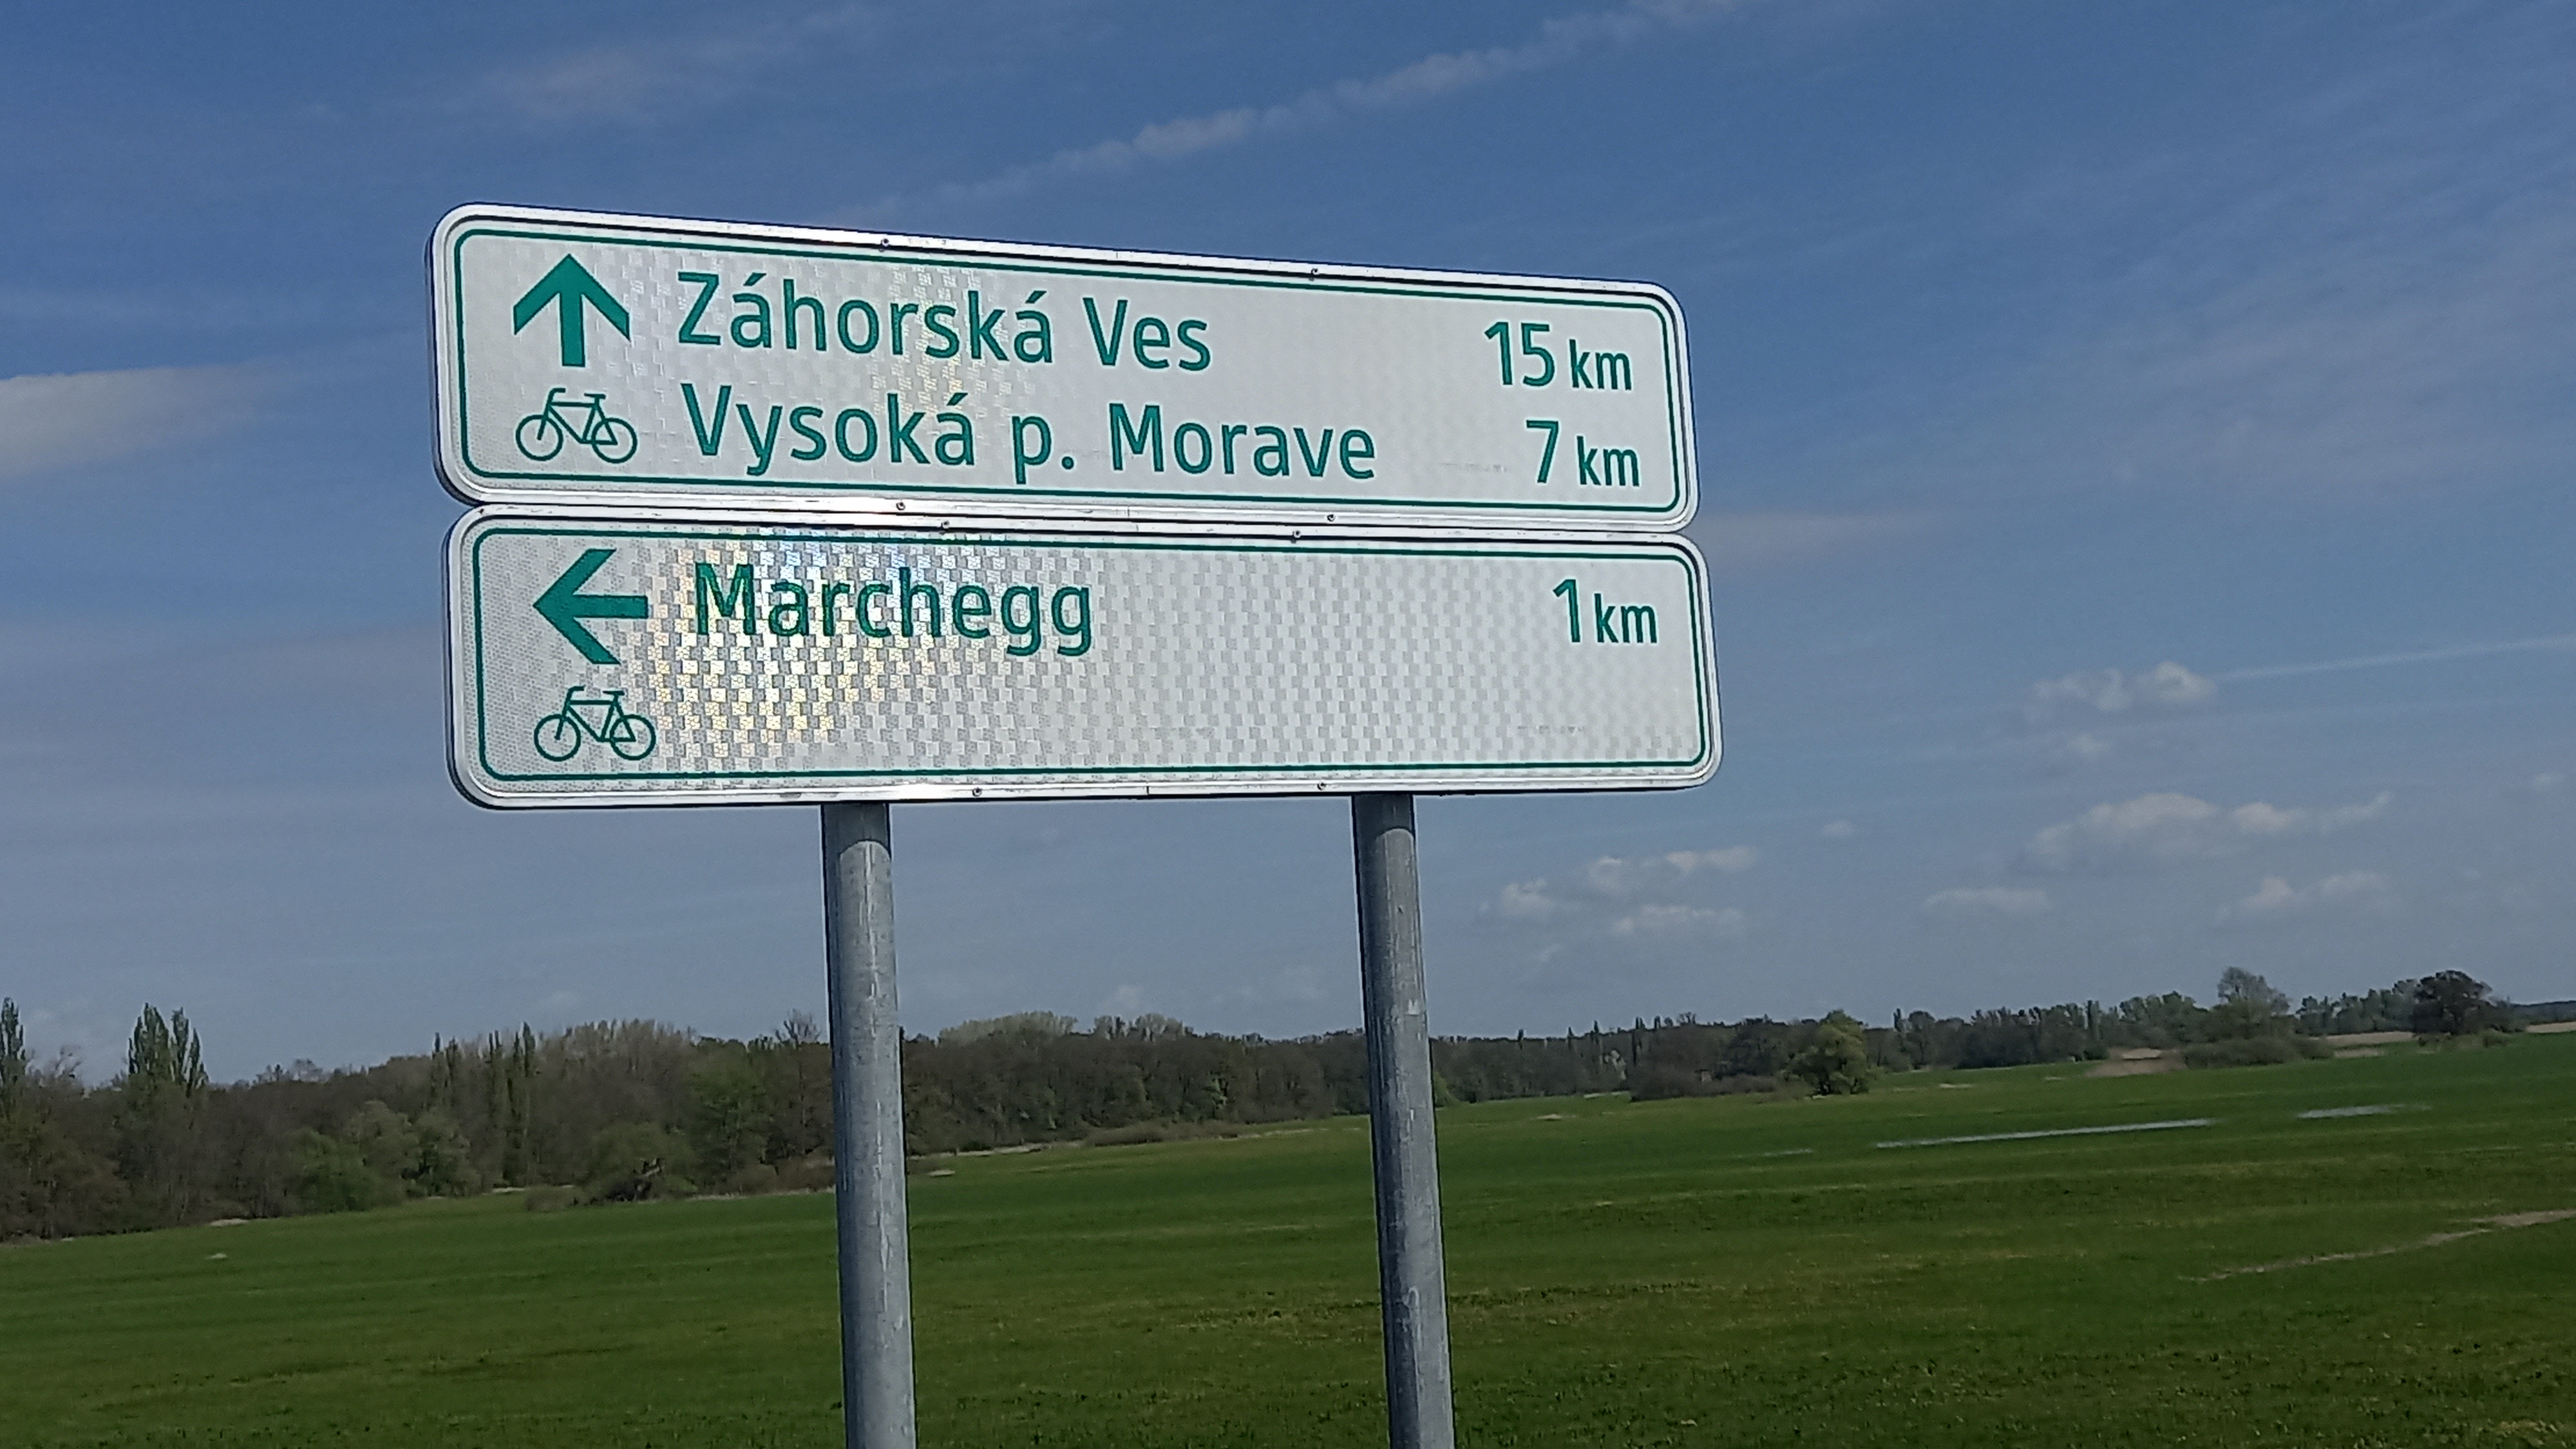 Záhorská Ves 15 km
Vysoká p. Morave 7 km
Marchegg 1 km